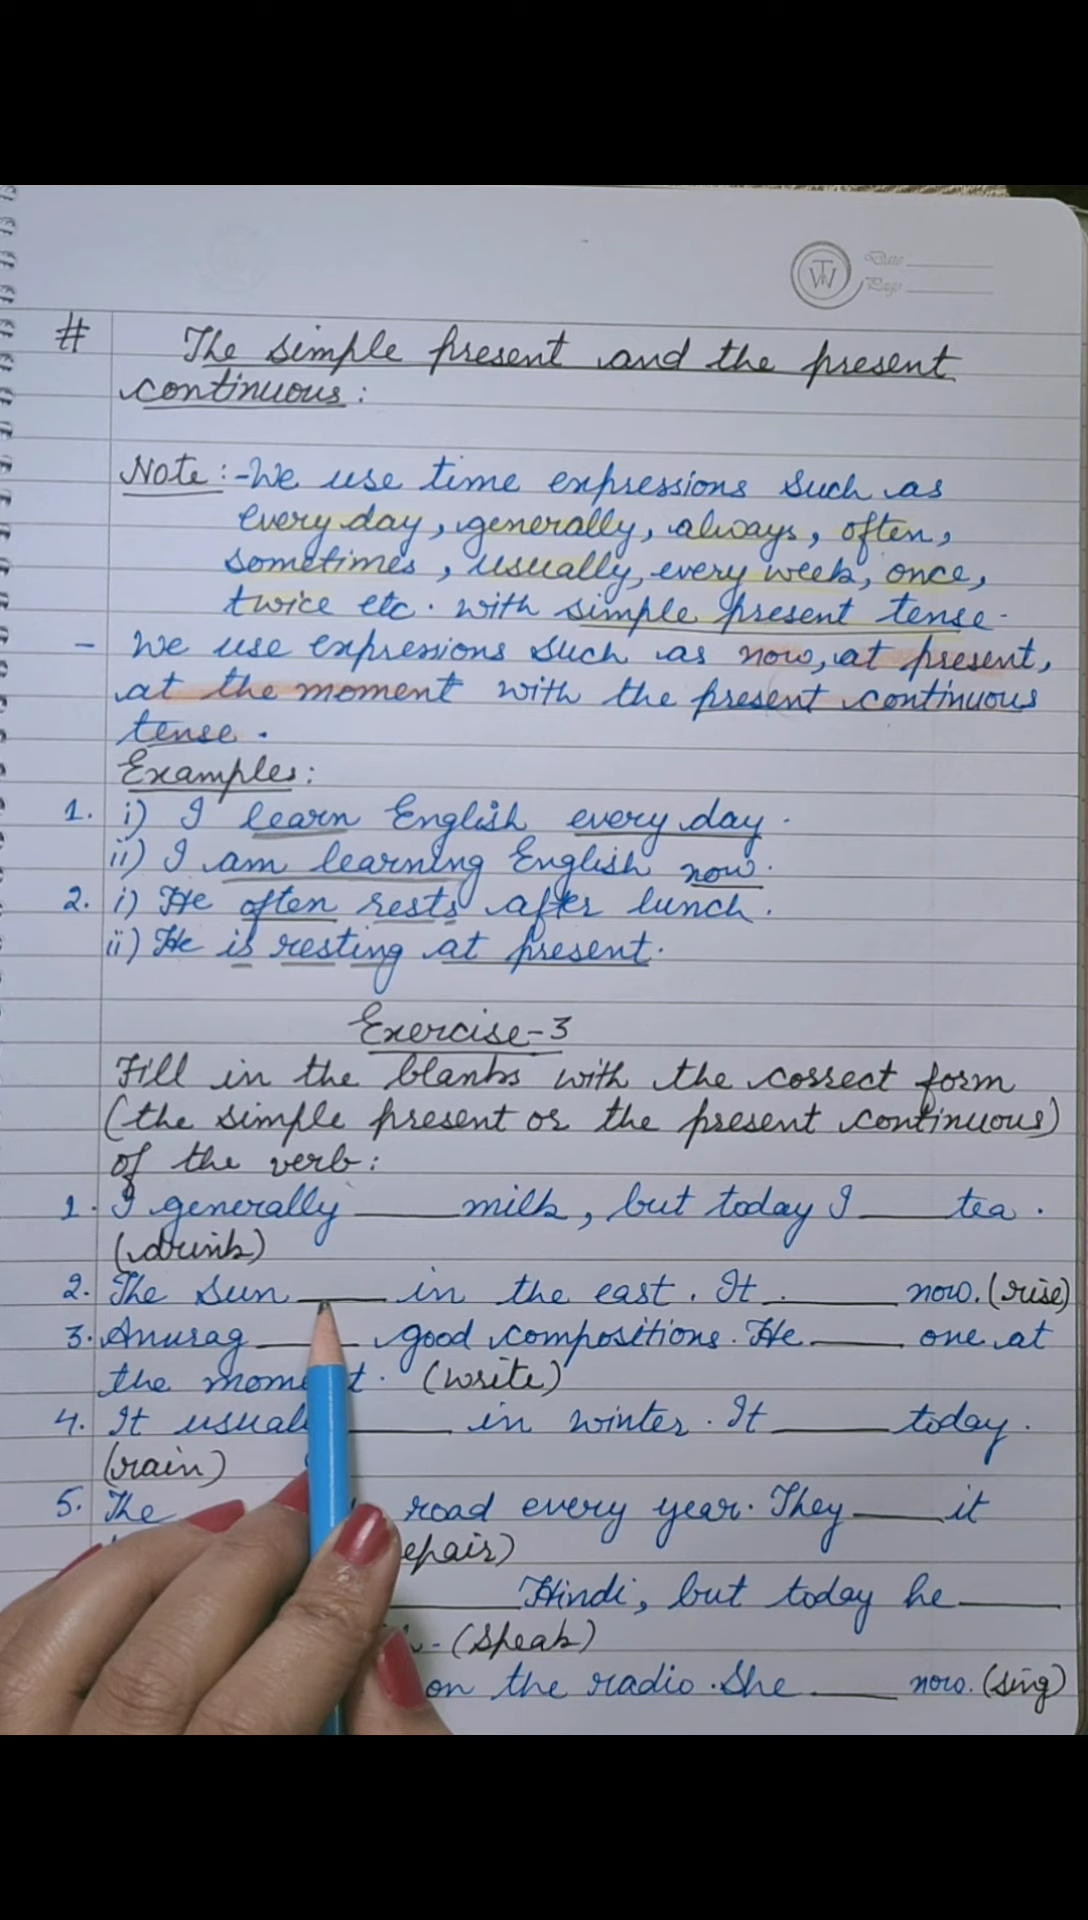 Date
Page
TW
# The simple present and the present
continuous:
Note:-We use time expressions such as
every day, generally, always, often,
sometimes, usually, every week, once,
twice etc. with simple present tense.
- We use expressions such as now, at present,
at the moment with the present continuous
tense.
Examples:
1. i) I learn English every day.
ii) I am learning English now.
2. i) He often rests after lunch.
ii) He is resting at present.
Exercise-3
Fill in the blanks with the correct form
(the simple present or the present continuous)
of the verb:
1. I generally ____ milk, but today I ____ tea.
(drink)
2. The sun ____ in the east. It ____ now. (rise)
3. Anurag ____ good compositions. He ____ one at
the moment. (write)
4. It usual ____ in winter. It ____ today.
(rain)
5. The road every year. They ____ it
epair)
____ Hindi, but today he ____
(speak)
on the radio. She ____ now. (sing)